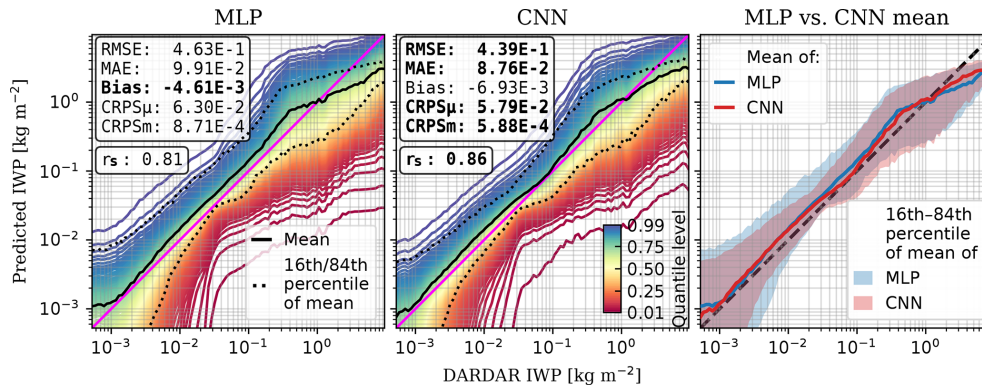 MLP
CNN
MLP vs. CNN mean
Predicted IWP [kg m⁻²]
10⁰
10⁻¹
10⁻²
10⁻³
RMSE: 4.63E-1
MAE: 9.91E-2
Bias: -4.61E-3
CRPSμ: 6.30E-2
CRPSm: 8.71E-4
rs: 0.81
Mean
16th/84th
percentile
of mean
10⁻³ 10⁻² 10⁻¹ 10⁰
RMSE: 4.39E-1
MAE: 8.76E-2
Bias: -6.93E-3
CRPSμ: 5.79E-2
CRPSm: 5.88E-4
rs: 0.86
0.99
0.75
0.50
0.25
0.01
Quantile level
10⁻³ 10⁻² 10⁻¹ 10⁰
Mean of:
MLP
CNN
16th–84th
percentile
of mean of
MLP
CNN
10⁻³ 10⁻² 10⁻¹ 10⁰
DARDAR IWP [kg m⁻²]